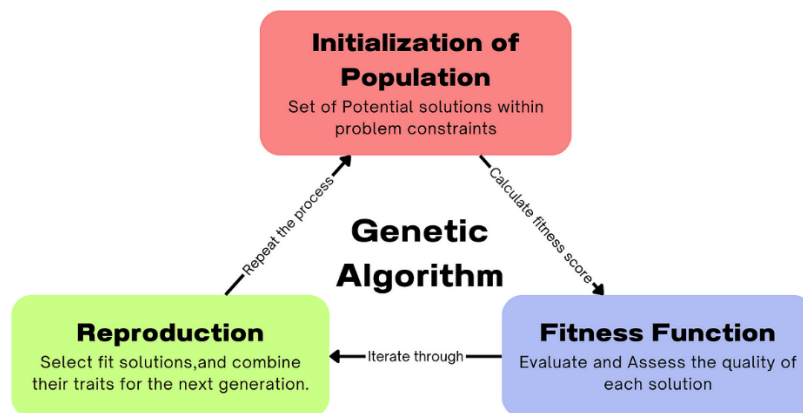 Initialization of
Population
Set of Potential solutions within
problem constraints
Repeat the process
Calculate fitness score
Genetic
Algorithm
Reproduction
Select fit solutions,and combine
their traits for the next generation.
Iterate through
Fitness Function
Evaluate and Assess the quality of
each solution